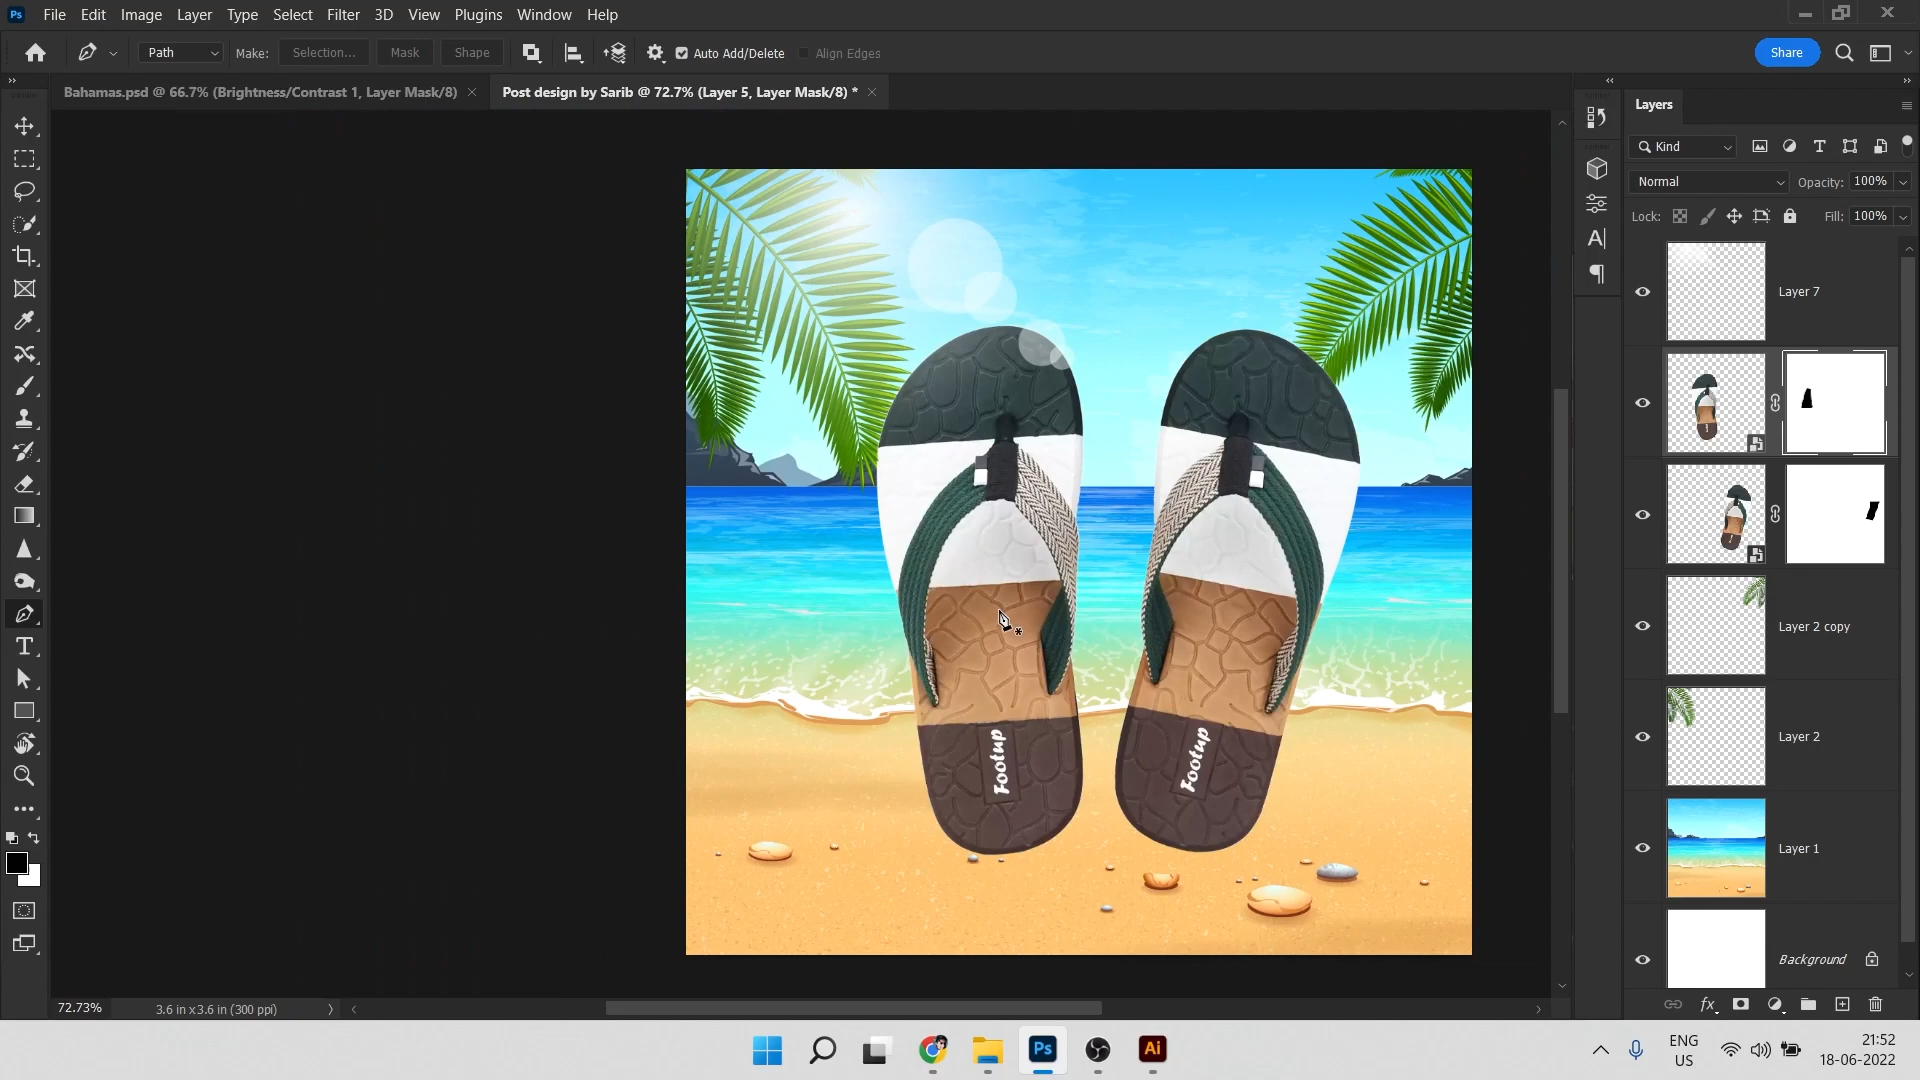 Ps File Edit Image Layer Type Select Filter 3D View Plugins Window Help
Path Make: Selection... Mask Shape Auto Add/Delete Align Edges Share
Bahamas.psd @ 66.7% (Brightness/Contrast 1, Layer Mask/8) Post design by Sarib @ 72.7% (Layer 5, Layer Mask/8) *
Layers
Kind
Normal Opacity: 100%
Lock: Fill: 100%
Layer 7
Layer 2 copy
Layer 2
Layer 1
Background
Footup
Footup
72.73% 3.6 in x 3.6 in (300 ppi)
fx
Ps Ai
ENG
US
21:52
18-06-2022